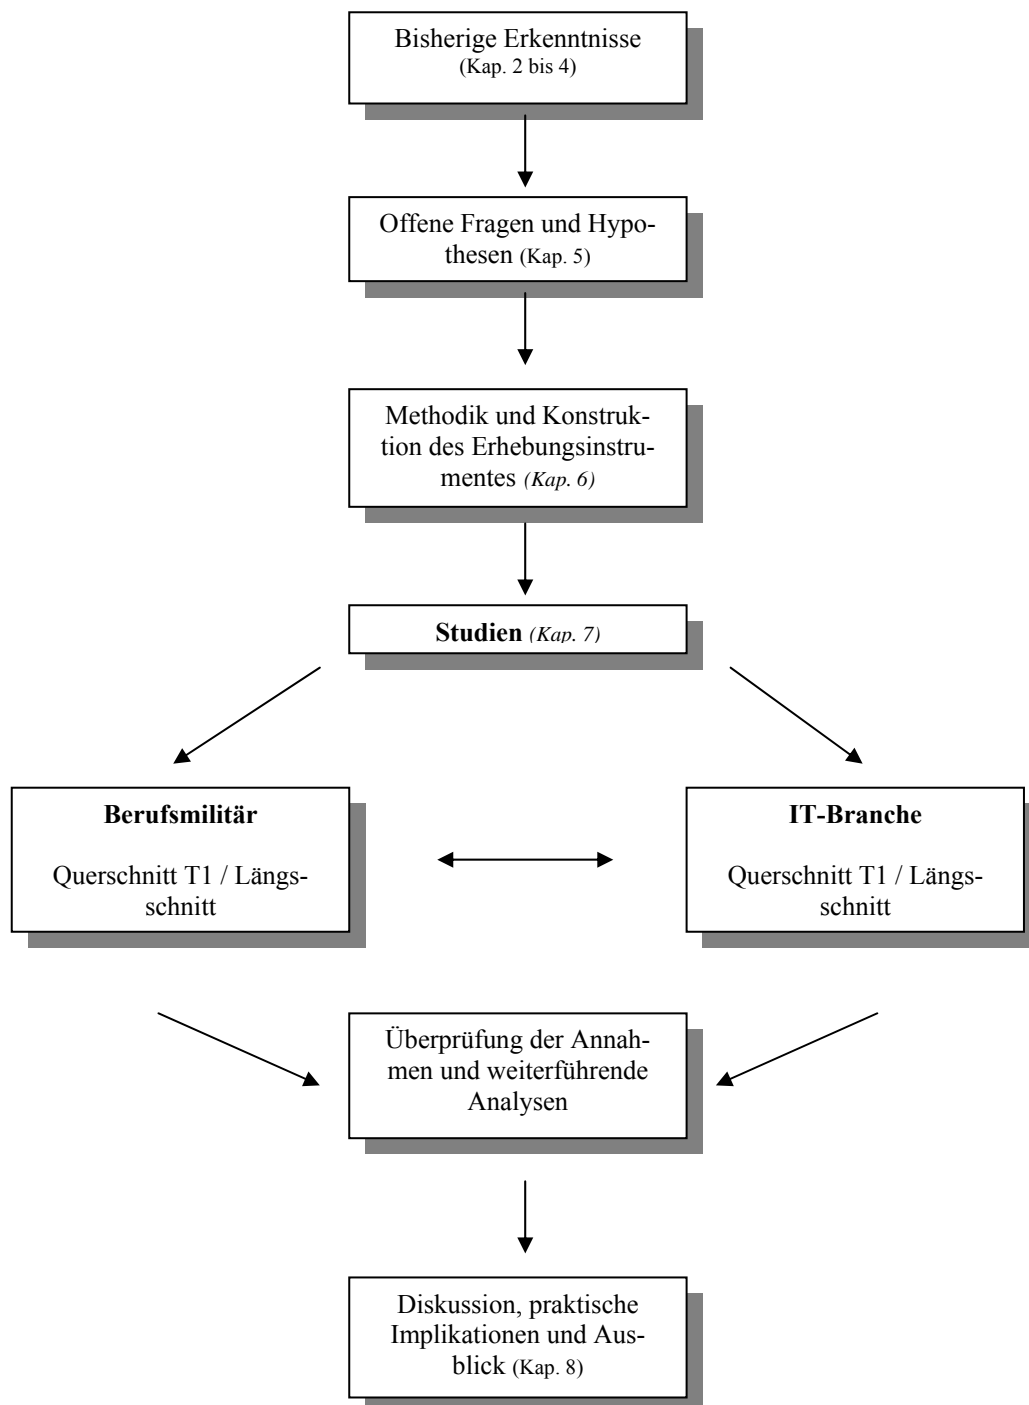 Bisherige Erkenntnisse
(Kap. 2 bis 4)
Offene Fragen und Hypo-
thesen (Kap. 5)
Methodik und Konstruk-
tion des Erhebungsinstru-
mentes (Kap. 6)
Studien (Kap. 7)
Berufsmilitär
Querschnitt T1 / Längs-
schnitt
IT-Branche
Querschnitt T1 / Längs-
schnitt
Überprüfung der Annah-
men und weiterführende
Analysen
Diskussion, praktische
Implikationen und Aus-
blick (Kap. 8)